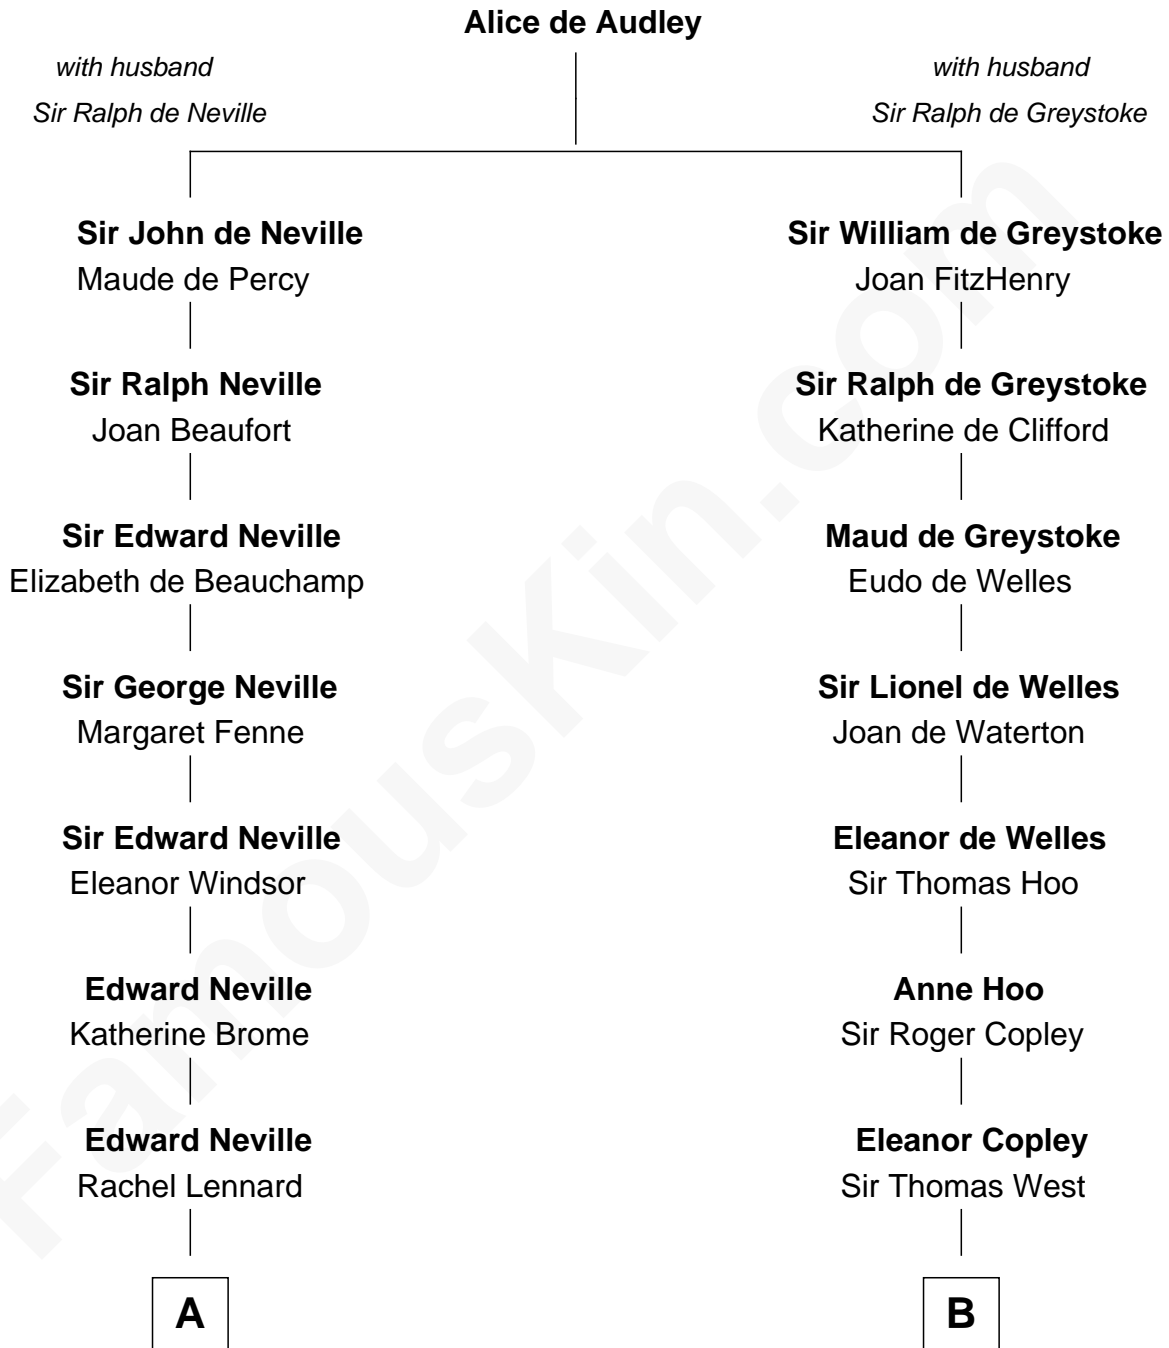 Alice de Audley
with husband
Sir Ralph de Neville
with husband
Sir Ralph de Greystoke
Sir John de Neville
Maude de Percy
Sir Ralph Neville
Joan Beaufort
Sir Edward Neville
Elizabeth de Beauchamp
Sir George Neville
Margaret Fenne
Sir Edward Neville
Eleanor Windsor
Edward Neville
Katherine Brome
Edward Neville
Rachel Lennard
A
Sir William de Greystoke
Joan FitzHenry
Sir Ralph de Greystoke
Katherine de Clifford
Maud de Greystoke
Eudo de Welles
Sir Lionel de Welles
Joan de Waterton
Eleanor de Welles
Sir Thomas Hoo
Anne Hoo
Sir Roger Copley
Eleanor Copley
Sir Thomas West
B
FamousKin.com